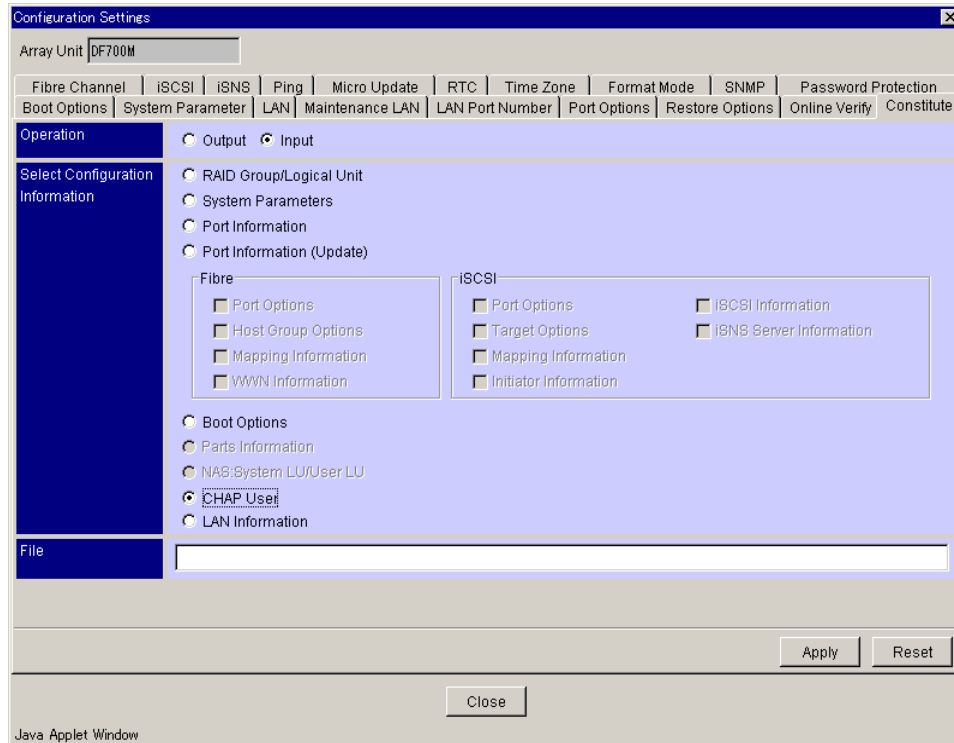 Configuration Settings
Array Unit DF700M
Fibre Channel iSCSI iSNS Ping Micro Update RTC Time Zone Format Mode SNMP Password Protection
Boot Options System Parameter LAN Maintenance LAN LAN Port Number Port Options Restore Options Online Verify Constitute
Operation Output Input
Select Configuration Information
RAID Group/Logical Unit
System Parameters
Port Information
Port Information (Update)
Fibre
Port Options
Host Group Options
Mapping Information
WWN Information
iSCSI
Port Options iSCSI Information
Target Options iSNS Server Information
Mapping Information
Initiator Information
Boot Options
Parts Information
NAS:System LU/User LU
CHAP User
LAN Information
File
Apply Reset
Close
Java Applet Window